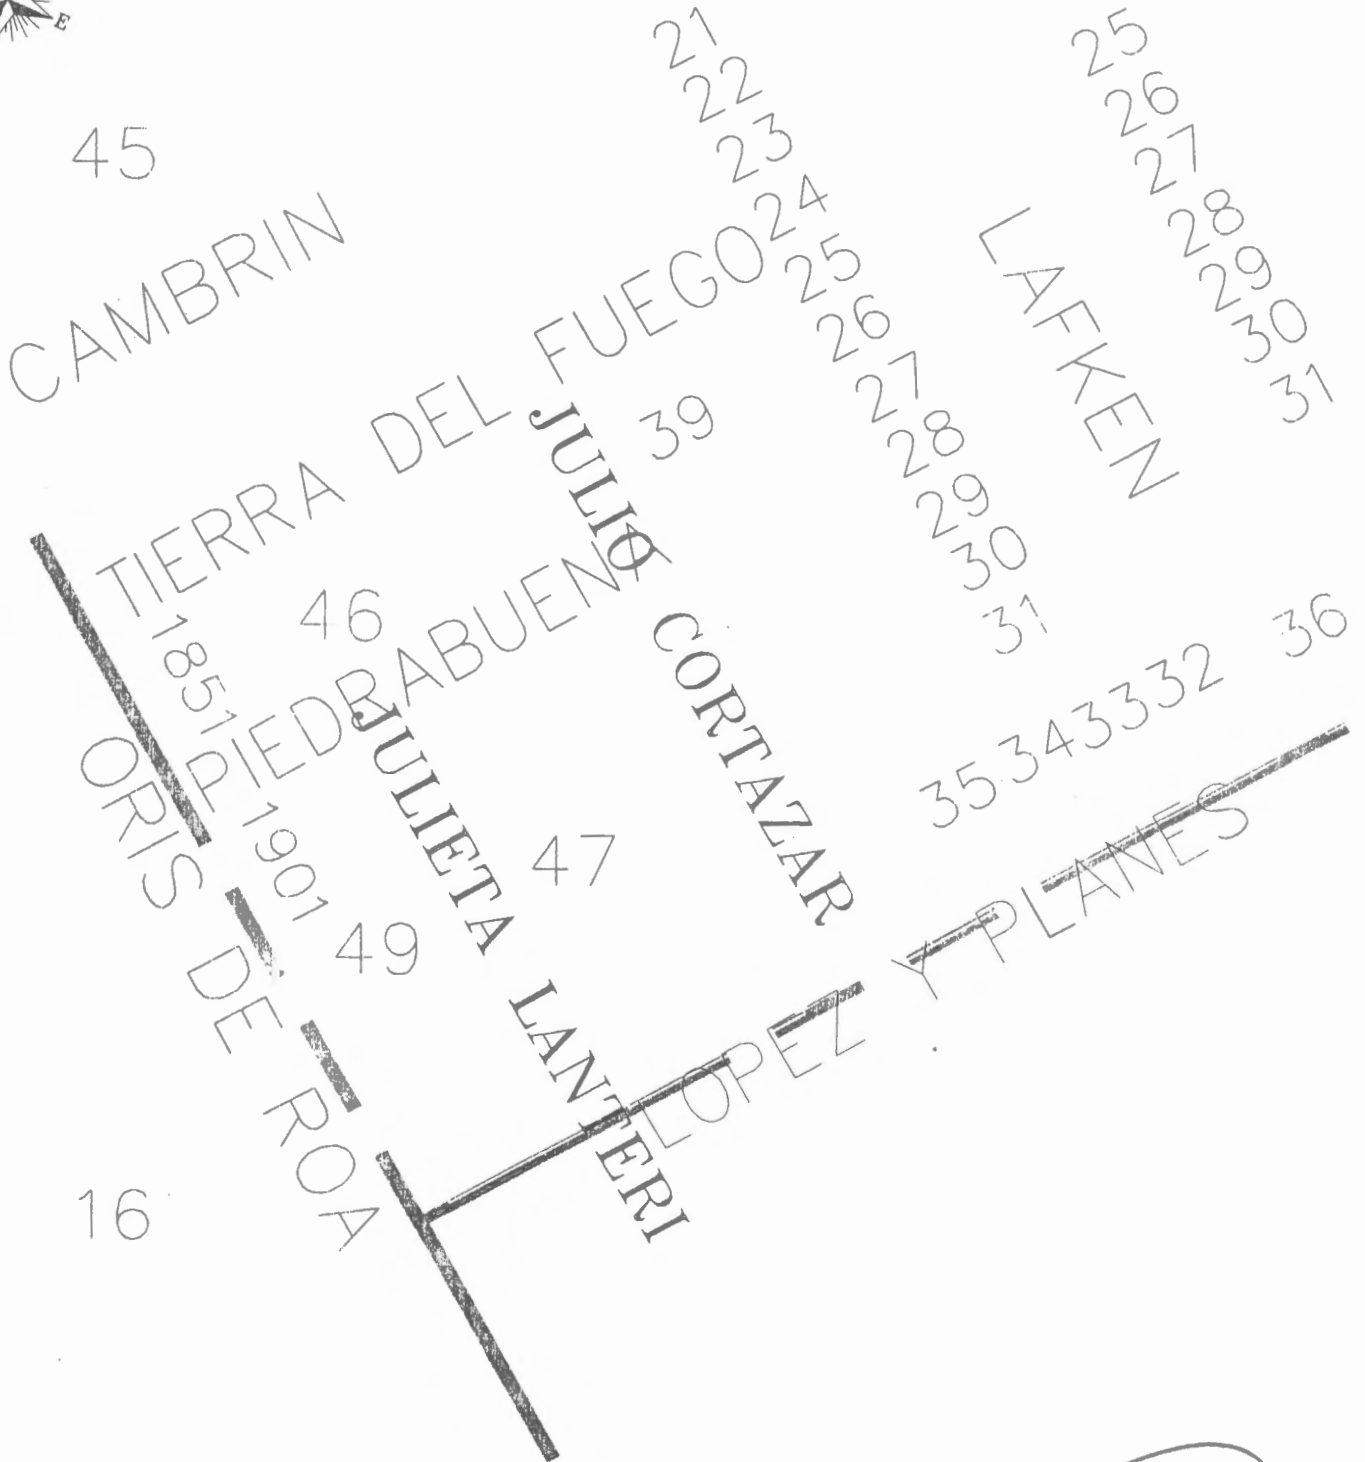 E
45
CAMBRIN
TIERRA DEL FUEGO
21
22
23
24
25
26
27
28
29
30
31
25
26
27
28
29
30
31
LAFKEN
39
JULIO CORTAZAR
46
PIEDRABUENA
1851
1901
ORIS DE ROA
JULIETA LANTERI
47
49
35 34 33 32
36
LOPEZ Y PLANES
16